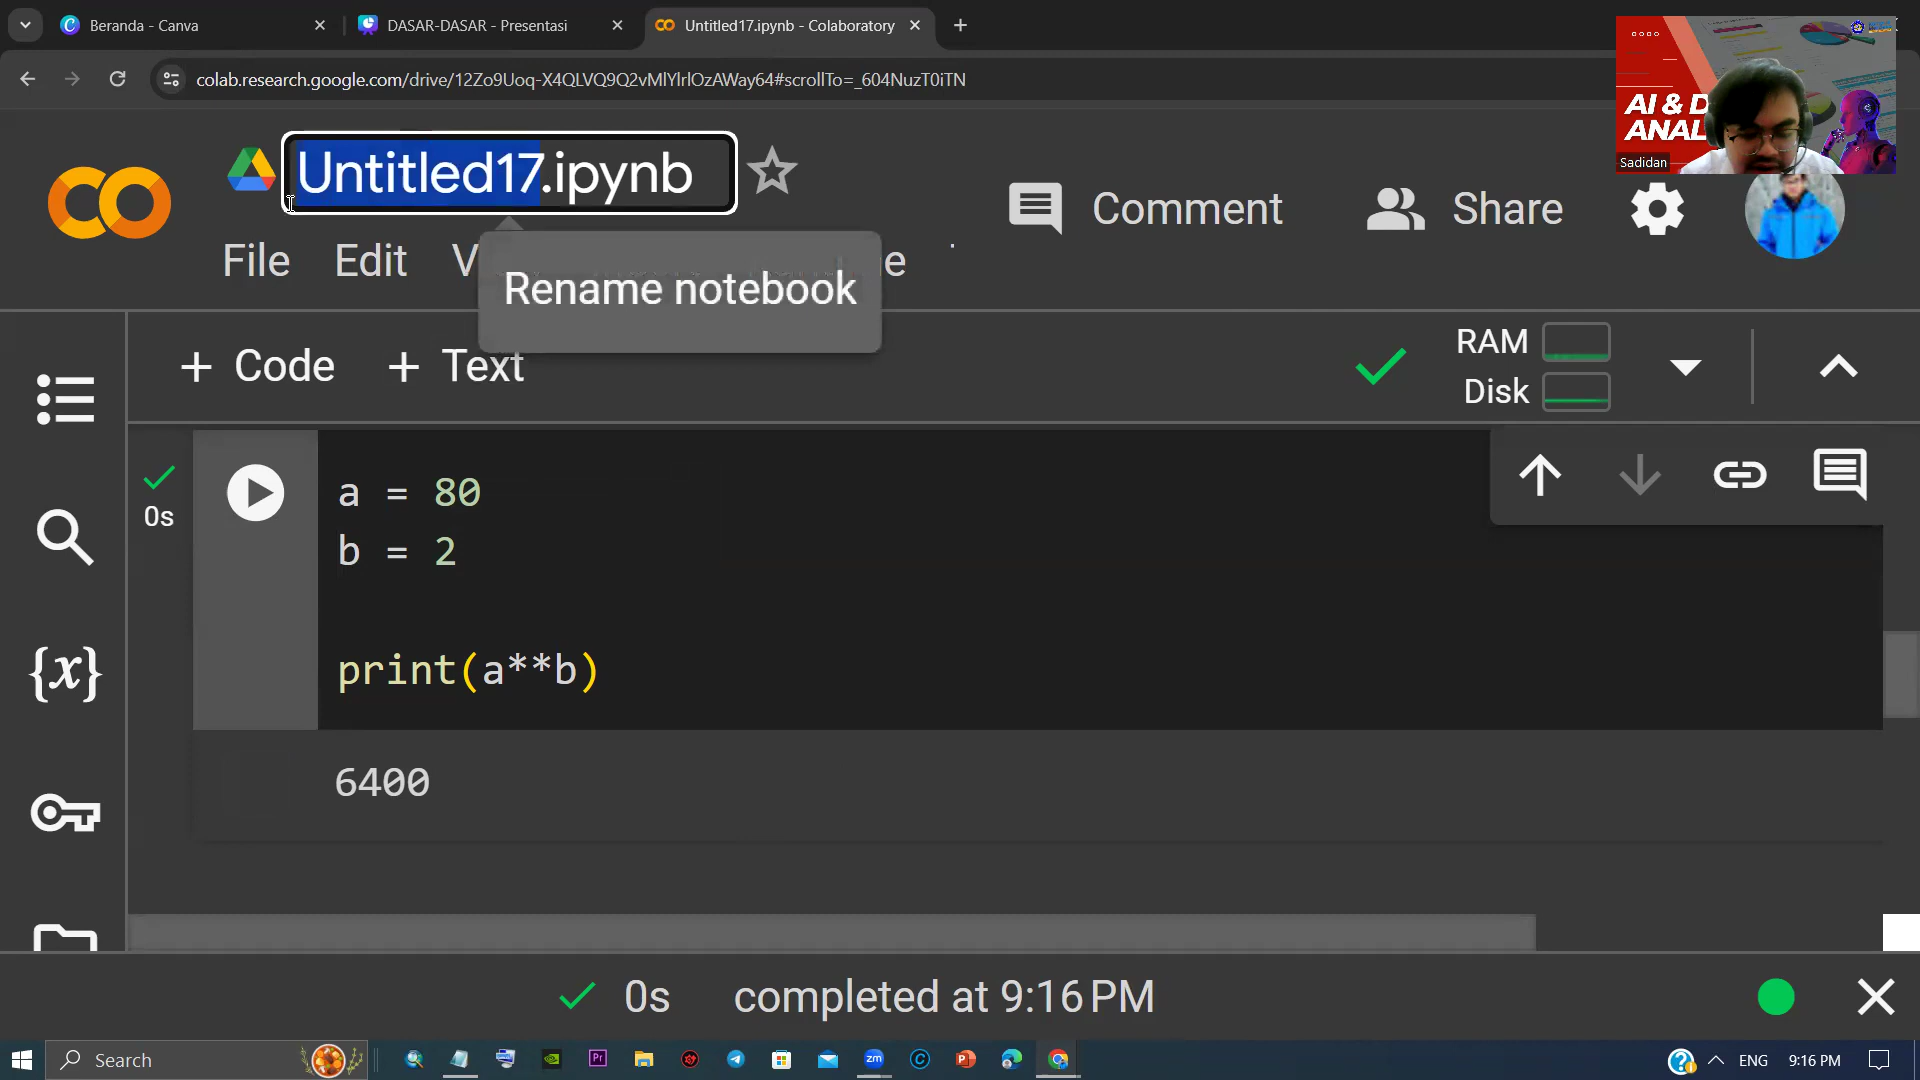 Beranda - Canva
DASAR-DASAR - Presentasi
Untitled17.ipynb - Colaboratory
colab.research.google.com/drive/12Zo9Uoq-X4QLVQ9Q2vMlYlrlOzAWay64#scrollTo=_604NuzT0iTN
AI & D
ANAL
Sadidan
Untitled17.ipynb
Comment
Share
File Edit
Rename notebook
+ Code
+ Text
RAM
Disk
0s
a = 80
b = 2
print(a**b)
{x}
6400
0s completed at 9:16 PM
Search
Pr
zm
ENG
9:16 PM